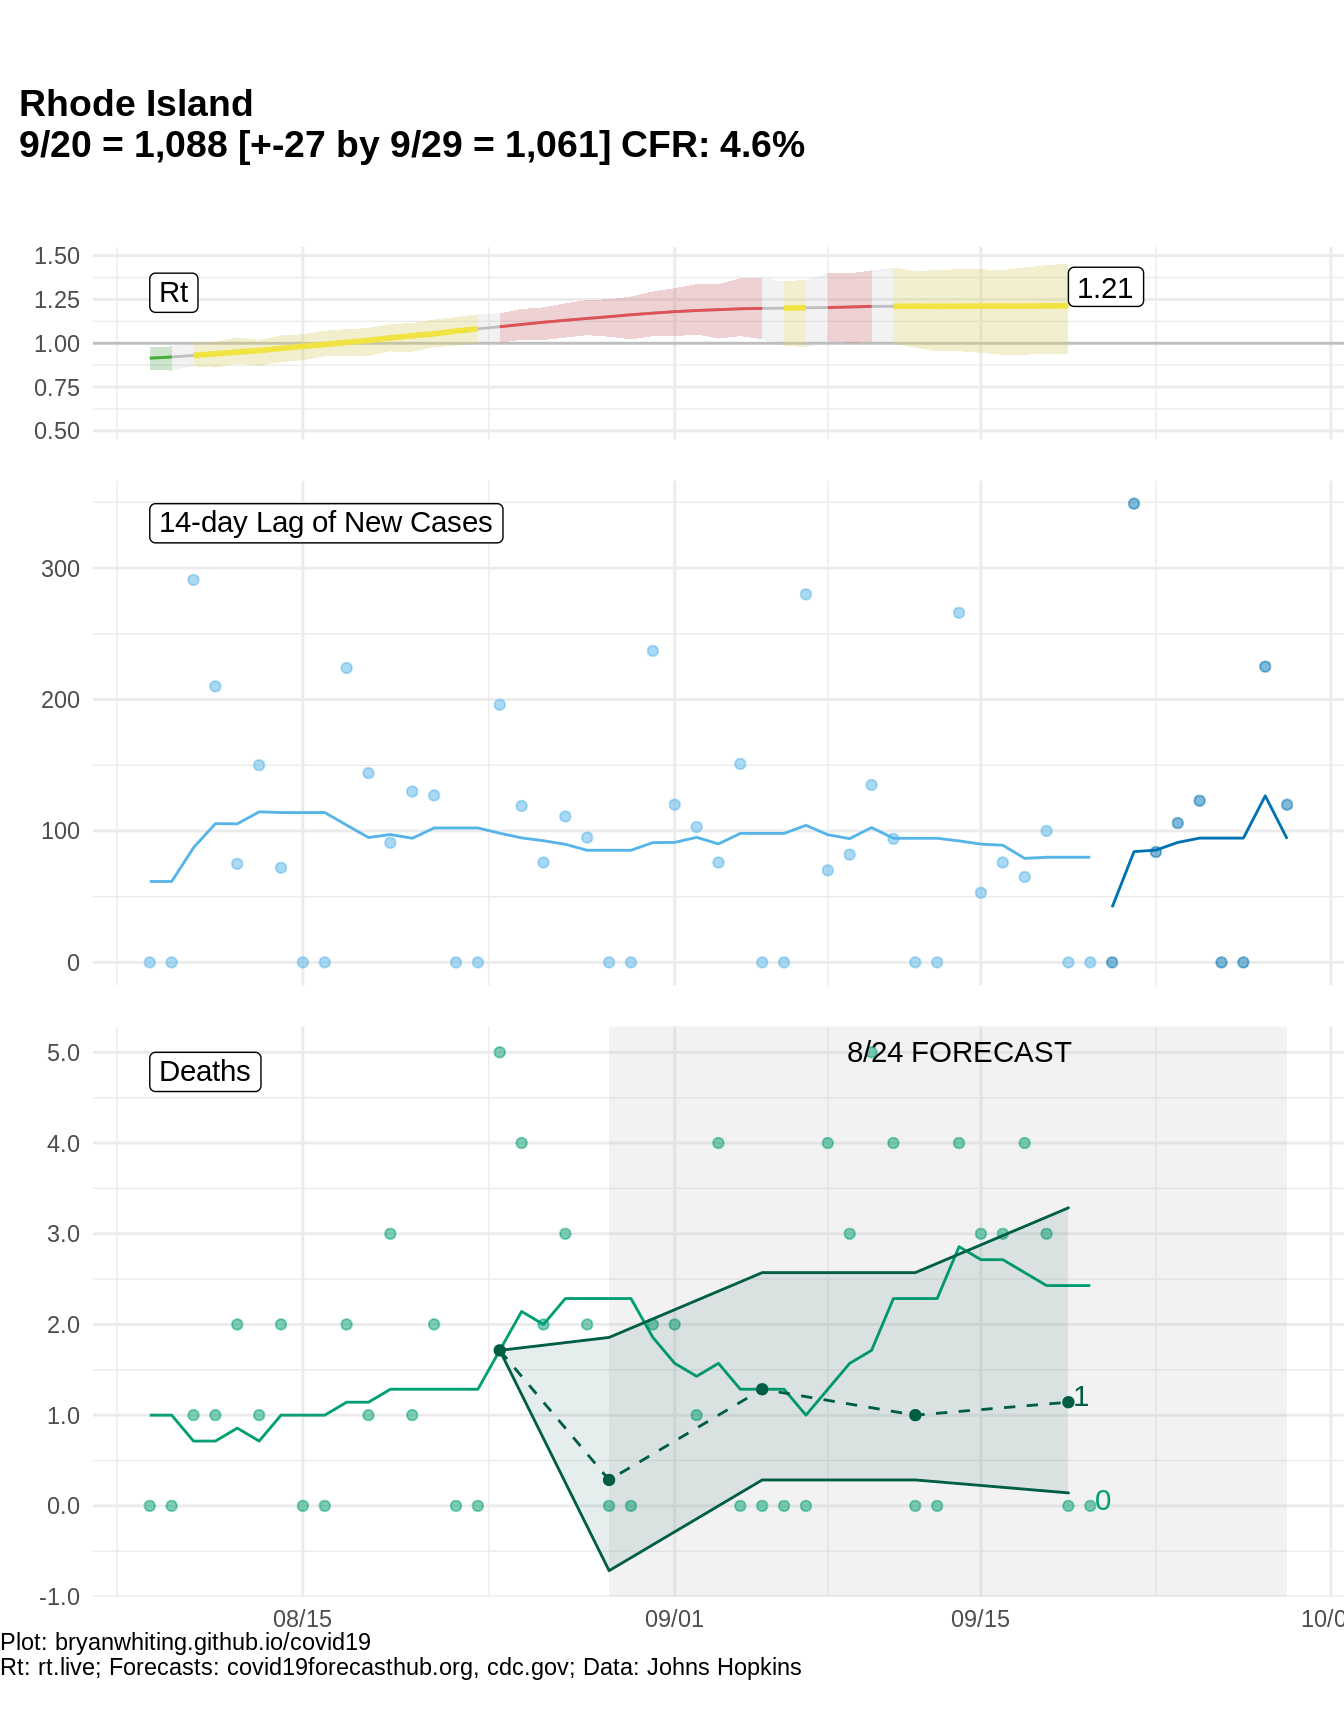 Rhode Island
9/20 = 1,088 [+-27 by 9/29 = 1,061] CFR: 4.6%
1.50
1.25
1.00
0.75
0.50
Rt
1.21
14-day Lag of New Cases
300
200
100
0
5.0
4.0
3.0
2.0
1.0
0.0
-1.0
Deaths
8/24 FORECAST
1
0
08/15
09/01
09/15
10/0
Plot: bryanwhiting.github.io/covid19
Rt: rt.live; Forecasts: covid19forecasthub.org, cdc.gov; Data: Johns Hopkins